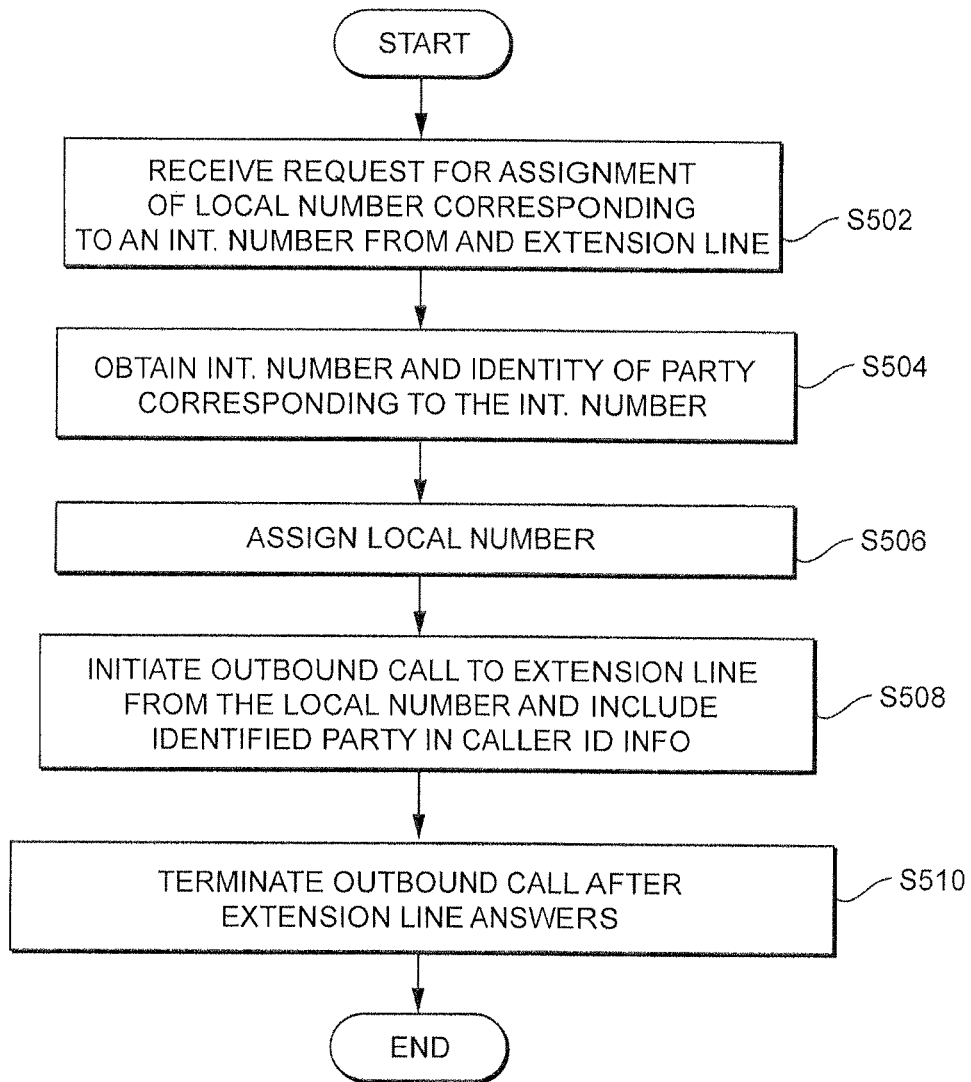 START
RECEIVE REQUEST FOR ASSIGNMENT
OF LOCAL NUMBER CORRESPONDING
TO AN INT. NUMBER FROM AND EXTENSION LINE
S502
OBTAIN INT. NUMBER AND IDENTITY OF PARTY
CORRESPONDING TO THE INT. NUMBER
S504
ASSIGN LOCAL NUMBER
S506
INITIATE OUTBOUND CALL TO EXTENSION LINE
FROM THE LOCAL NUMBER AND INCLUDE
IDENTIFIED PARTY IN CALLER ID INFO
S508
TERMINATE OUTBOUND CALL AFTER
EXTENSION LINE ANSWERS
S510
END